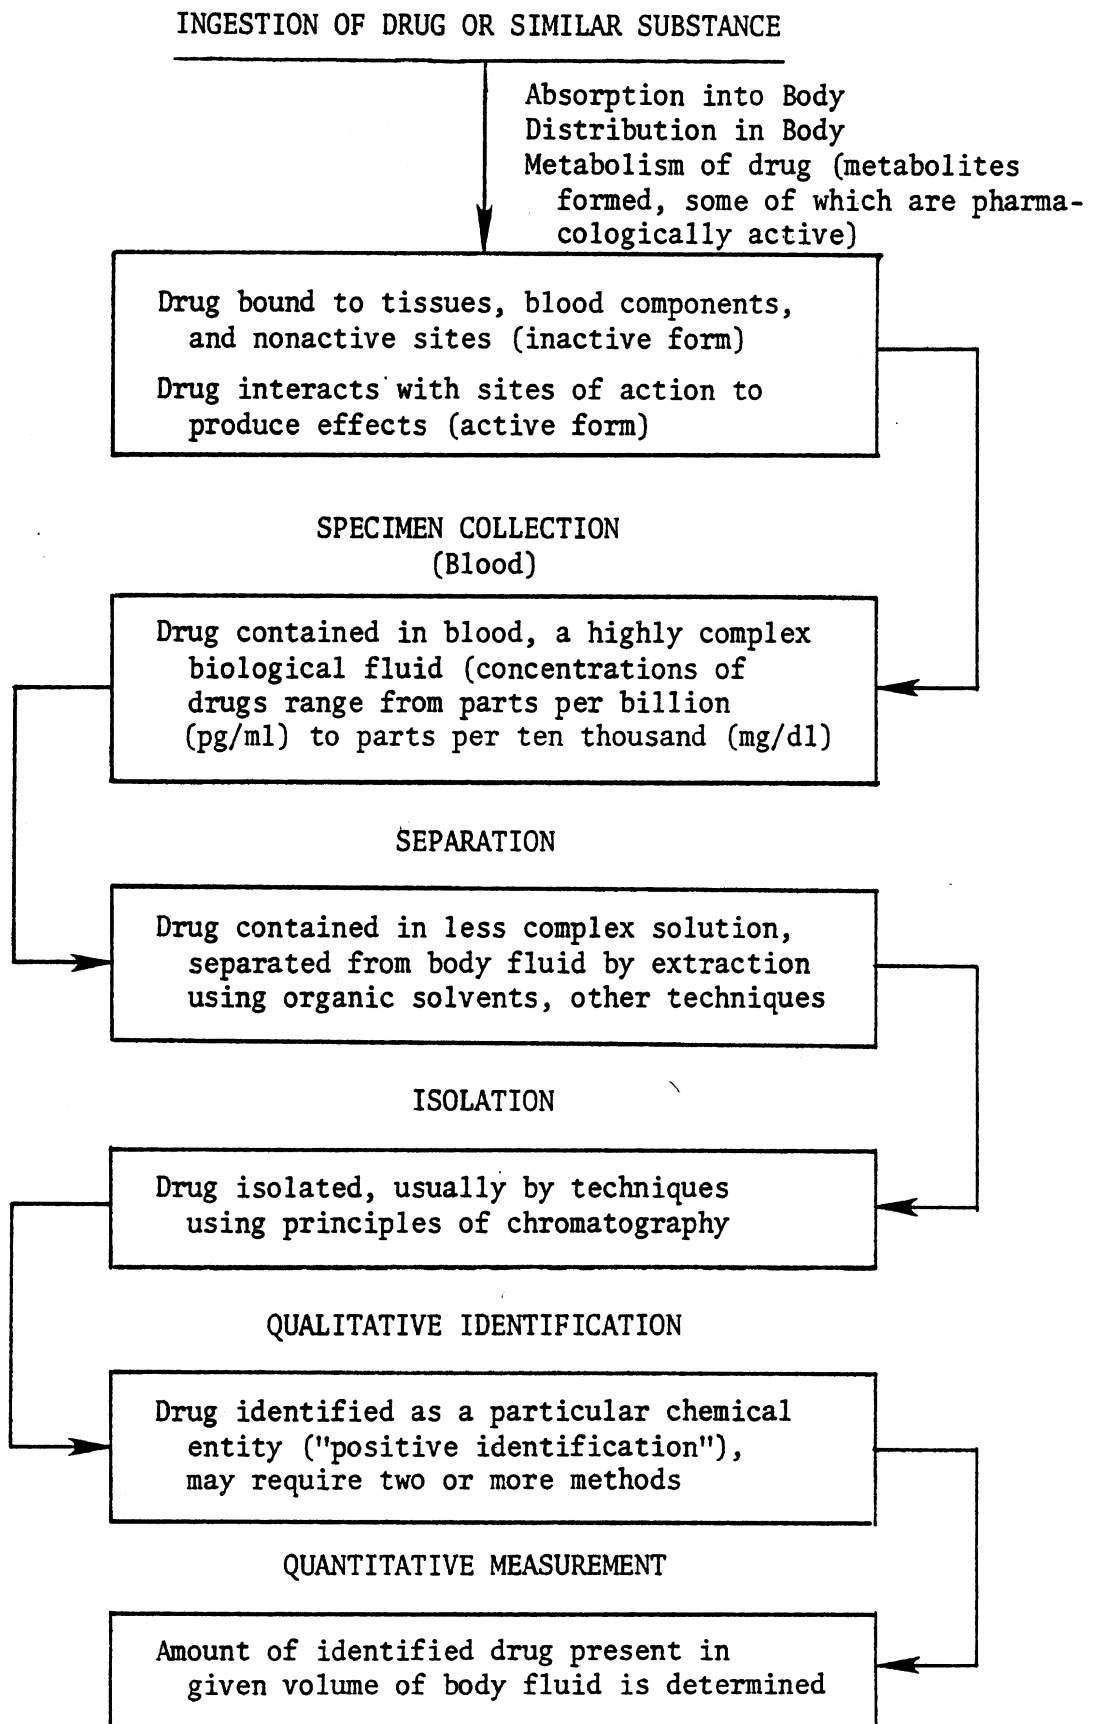 INGESTION OF DRUG OR SIMILAR SUBSTANCE
Absorption into Body
Distribution in Body
Metabolism of drug (metabolites
formed, some of which are pharma-
cologically active)
Drug bound to tissues, blood components,
and nonactive sites (inactive form)
Drug interacts with sites of action to
produce effects (active form)
SPECIMEN COLLECTION
(Blood)
Drug contained in blood, a highly complex
biological fluid (concentrations of
drugs range from parts per billion
(pg/ml) to parts per ten thousand (mg/dl)
SEPARATION
Drug contained in less complex solution,
separated from body fluid by extraction
using organic solvents, other techniques
ISOLATION
Drug isolated, usually by techniques
using principles of chromatography
QUALITATIVE IDENTIFICATION
Drug identified as a particular chemical
entity ("positive identification"),
may require two or more methods
QUANTITATIVE MEASUREMENT
Amount of identified drug present in
given volume of body fluid is determined